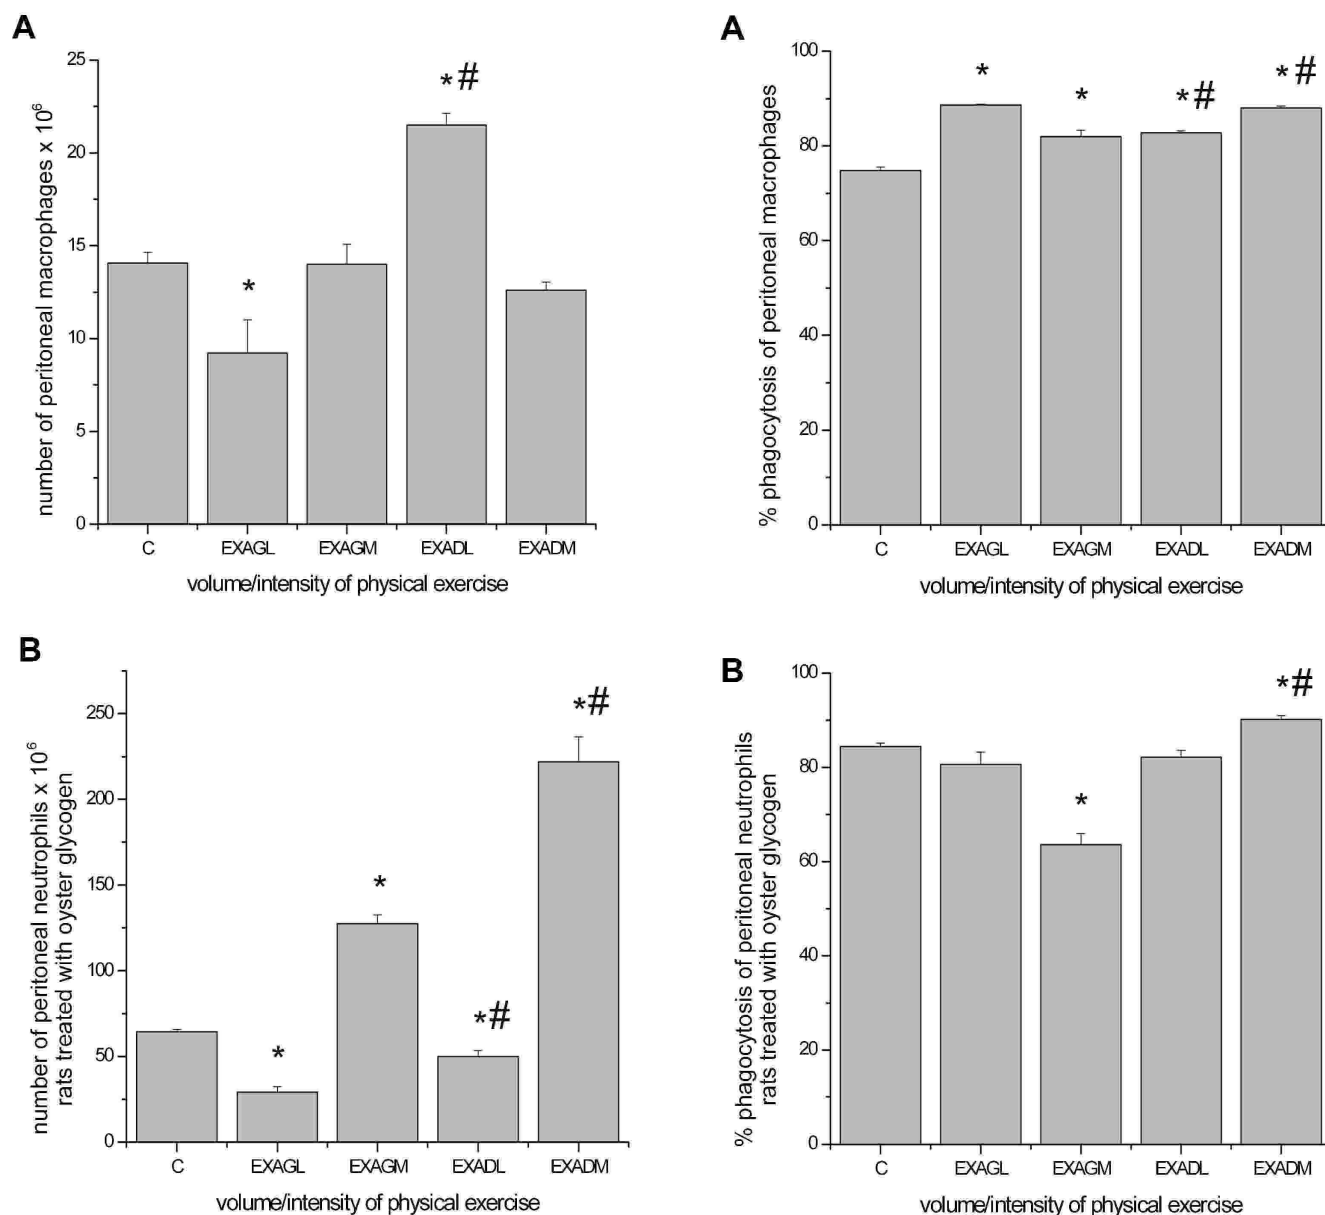 A
number of peritoneal macrophages x 10⁶
25
20
15
10
5
0
*
*#
C EXAGL EXAGM EXADL EXADM
volume/intensity of physical exercise
A
% phagocytosis of peritoneal macrophages
100
80
60
40
20
0
*
*
*#
*#
C EXAGL EXAGM EXADL EXADM
volume/intensity of physical exercise
B
number of peritoneal neutrophils x 10⁶
rats treated with oyster glycogen
250
200
150
100
50
0
*
*
*#
*#
C EXAGL EXAGM EXADL EXADM
volume/intensity of physical exercise
B
% phagocytosis of peritoneal neutrophils
rats treated with oyster glycogen
100
80
60
40
20
0
*
*#
C EXAGL EXAGM EXADL EXADM
volume/intensity of physical exercise